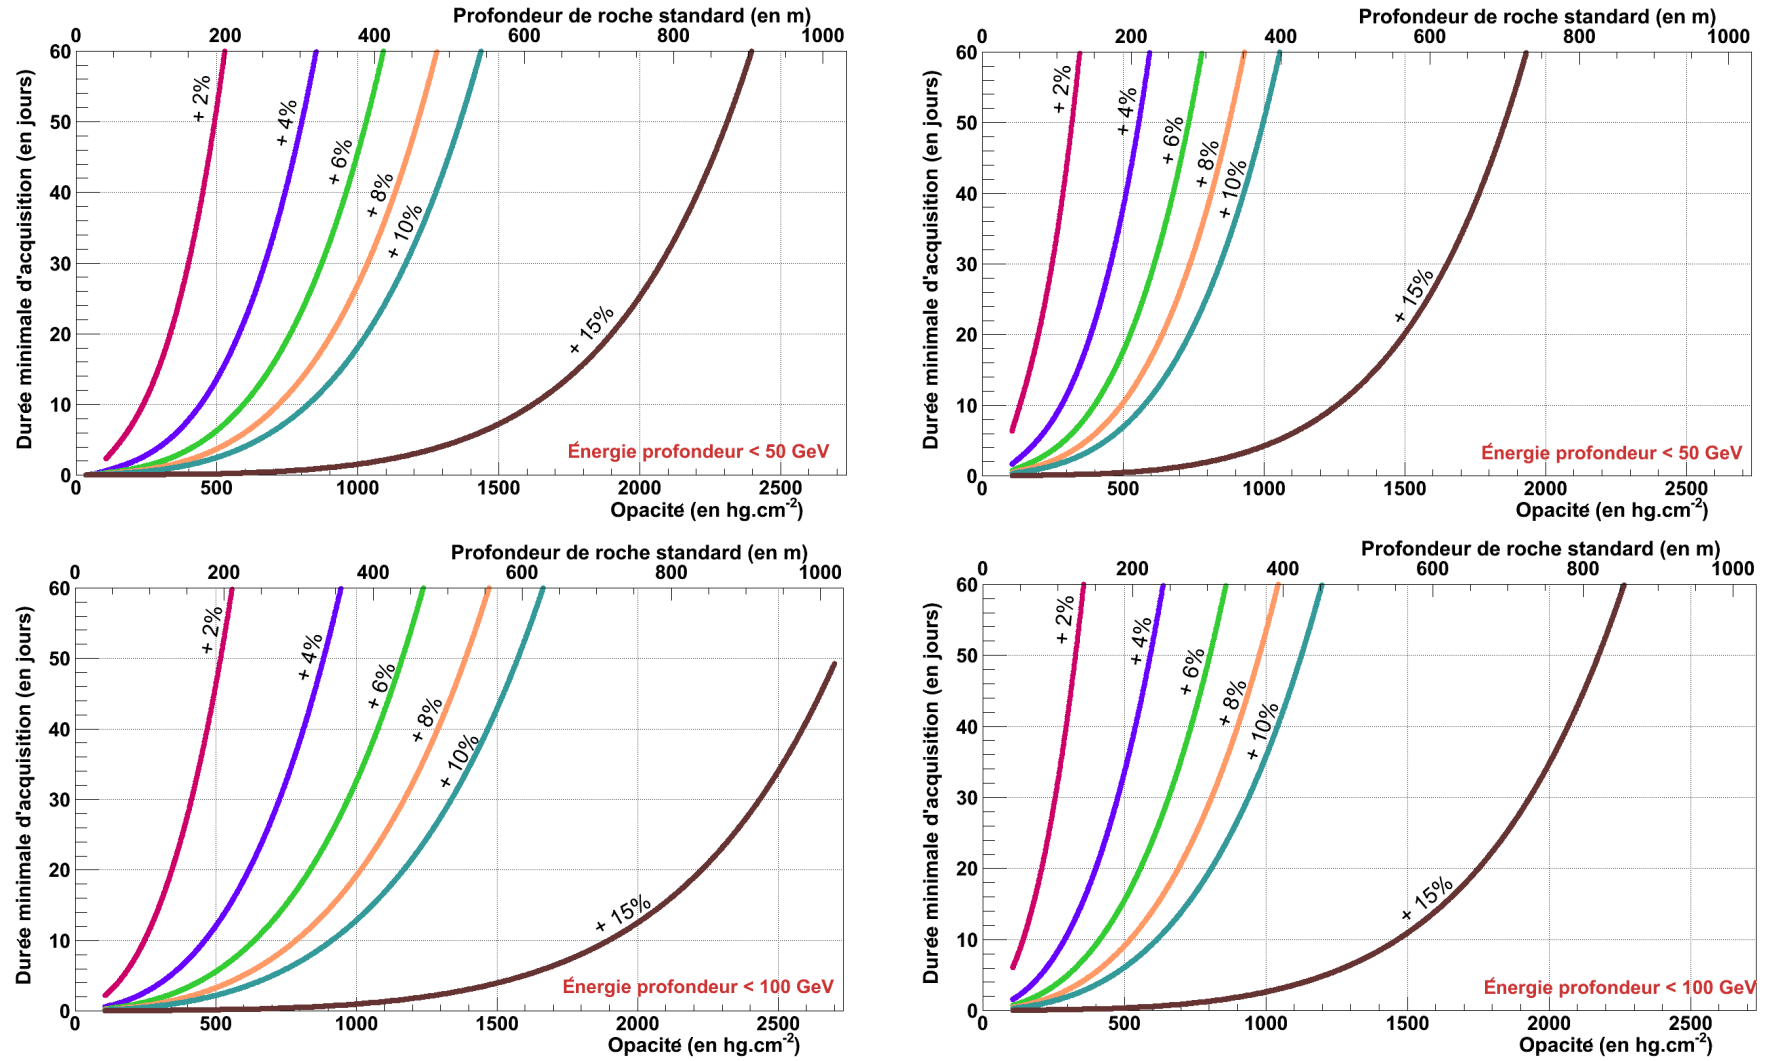 Profondeur de roche standard (en m)
0 200 400 600 800 1000
Durée minimale d'acquisition (en jours)
60
50
40
30
20
10
0
+ 2%
+ 4%
+ 6%
+ 8%
+ 10%
+ 15%
Énergie profondeur < 50 GeV
0 500 1000 1500 2000 2500
Opacité (en hg.cm-2)
Profondeur de roche standard (en m)
0 200 400 600 800 1000
Durée minimale d'acquisition (en jours)
60
50
40
30
20
10
0
+ 2%
+ 4%
+ 6%
+ 8%
+ 10%
+ 15%
Énergie profondeur < 50 GeV
0 500 1000 1500 2000 2500
Opacité (en hg.cm-2)
Profondeur de roche standard (en m)
0 200 400 600 800 1000
Durée minimale d'acquisition (en jours)
60
50
40
30
20
10
0
+ 2%
+ 4%
+ 6%
+ 8%
+ 10%
+ 15%
Énergie profondeur < 100 GeV
0 500 1000 1500 2000 2500
Opacité (en hg.cm-2)
Profondeur de roche standard (en m)
0 200 400 600 800 1000
Durée minimale d'acquisition (en jours)
60
50
40
30
20
10
0
+ 2%
+ 4%
+ 6%
+ 8%
+ 10%
+ 15%
Énergie profondeur < 100 GeV
0 500 1000 1500 2000 2500
Opacité (en hg.cm-2)